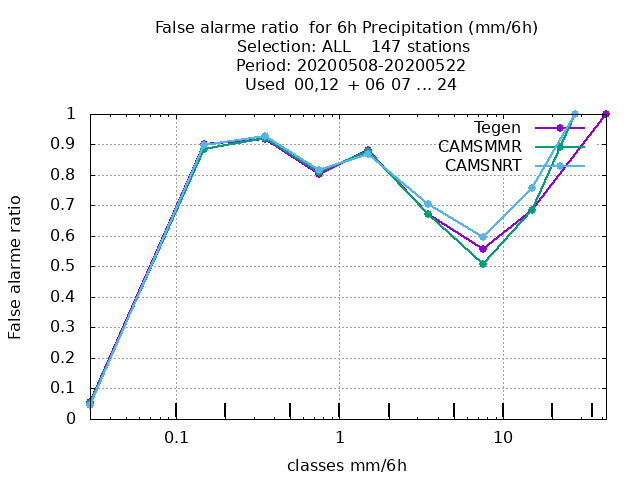 False alarme ratio  for 6h Precipitation (mm/6h)
Selection: ALL    147 stations
Period: 20200508-20200522
Used  00,12  + 06 07 ... 24
Tegen
CAMSMMR
CAMSNRT
1
0.9
0.8
0.7
0.6
0.5
0.4
0.3
0.2
0.1
0
False alarme ratio
0.1 1 10
classes mm/6h